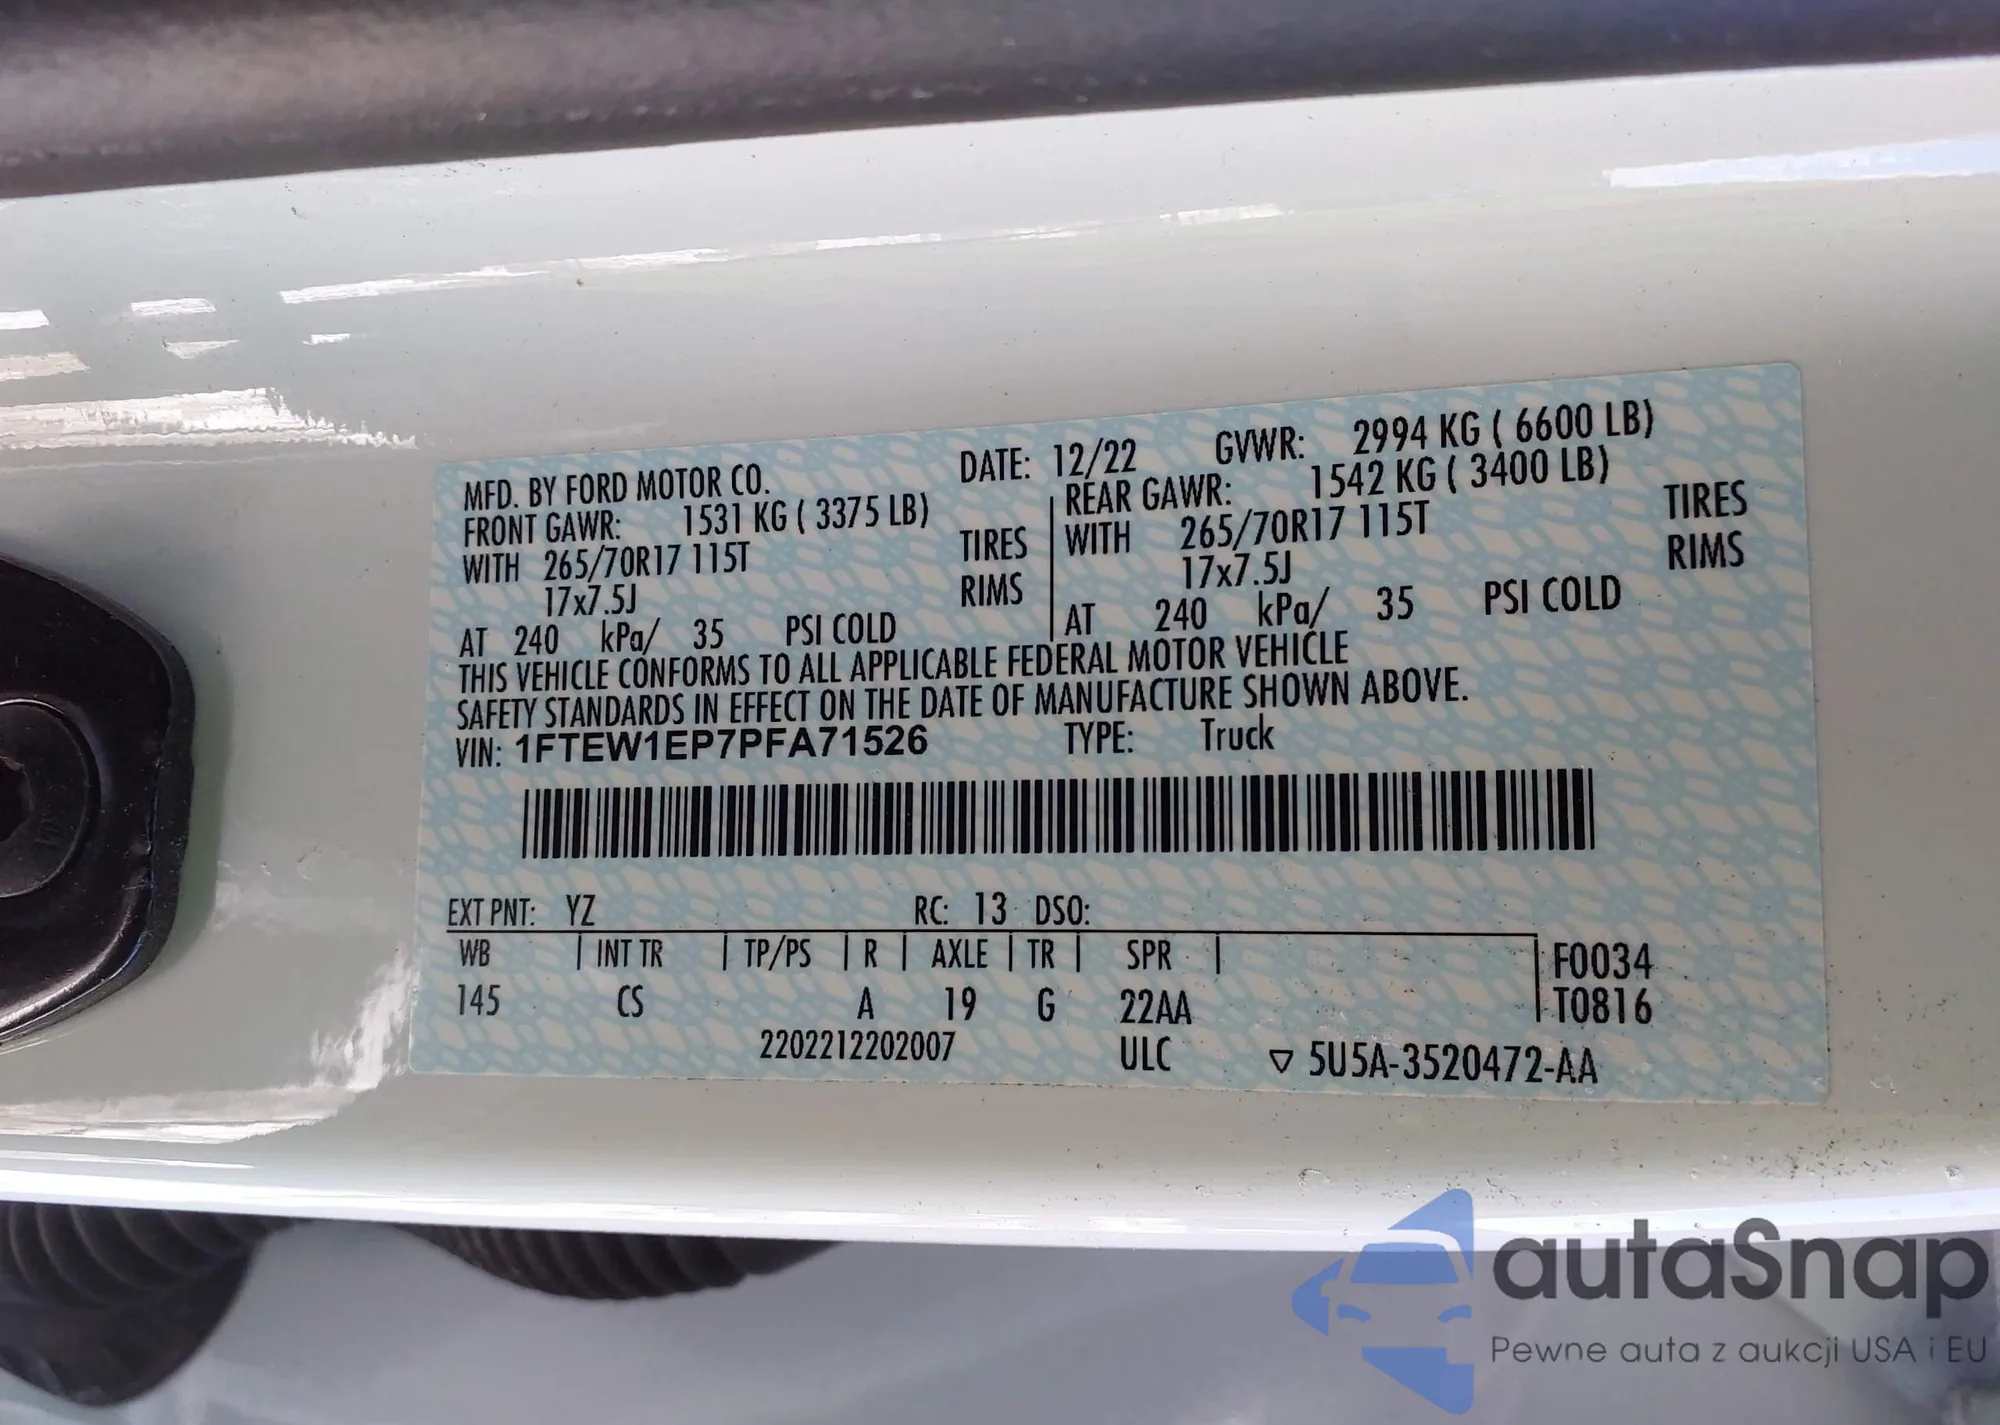 MFD. BY FORD MOTOR CO. DATE: 12/22 GVWR: 2994 KG ( 6600 LB)
FRONT GAWR: 1531 KG ( 3375 LB) REAR GAWR: 1542 KG ( 3400 LB)
WITH 265/70R17 115T TIRES WITH 265/70R17 115T TIRES
17x7.5J RIMS 17x7.5J RIMS
AT 240 kPa/ 35 PSI COLD AT 240 kPa/ 35 PSI COLD
THIS VEHICLE CONFORMS TO ALL APPLICABLE FEDERAL MOTOR VEHICLE
SAFETY STANDARDS IN EFFECT ON THE DATE OF MANUFACTURE SHOWN ABOVE.
VIN: 1FTEW1EP7PFA71526 TYPE: Truck
EXT PNT: YZ RC: 13 DSO:
WB INT TR TP/PS R AXLE TR SPR F0034
145 CS A 19 G 22AA T0816
2202212202007 ULC ▽ 5U5A-3520472-AA
autaSnap
Pewne auta z aukcji USA i EU